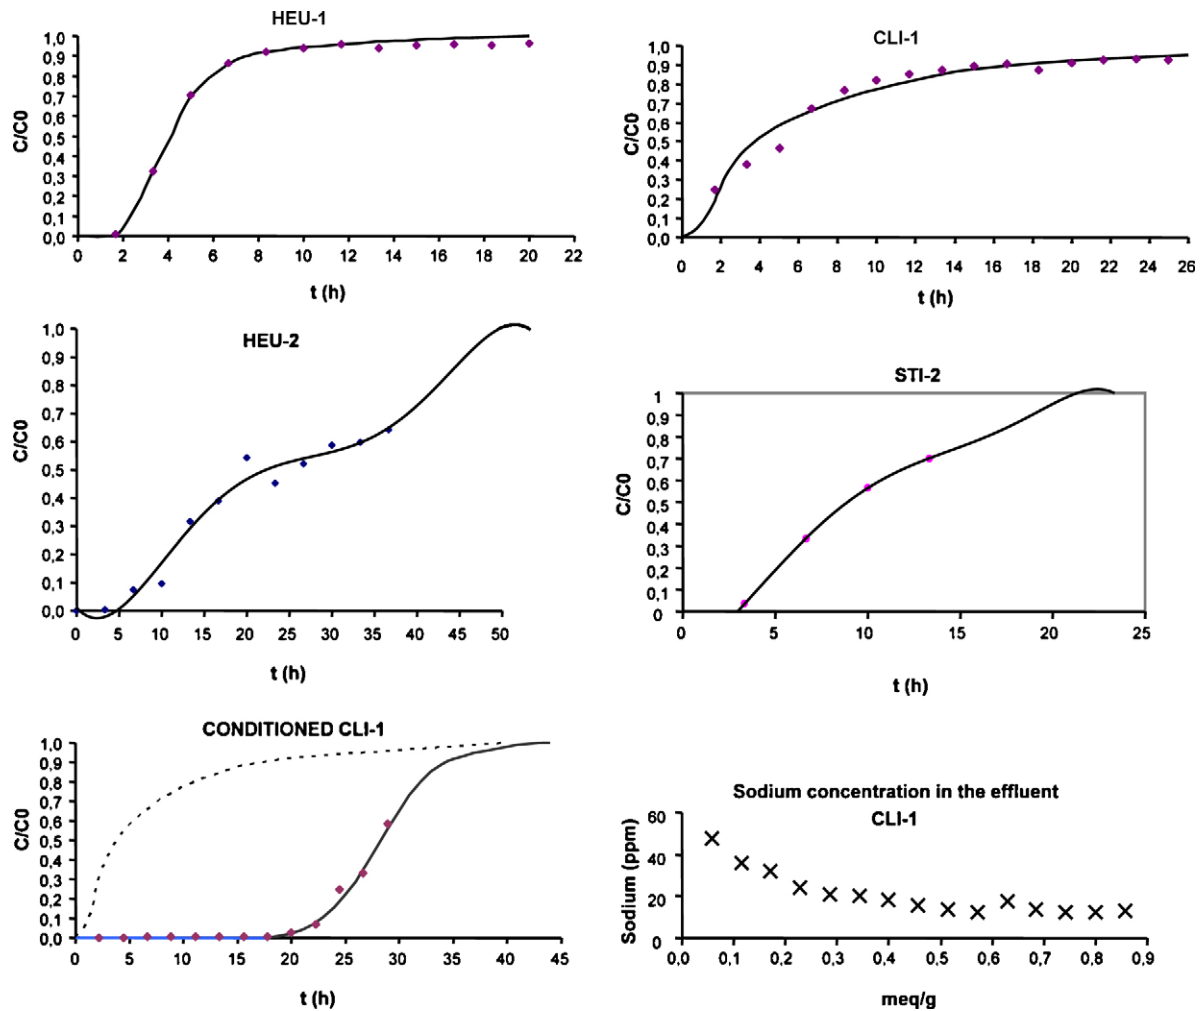 HEU-1
C/C0
1,0
0,9
0,8
0,7
0,6
0,5
0,4
0,3
0,2
0,1
0,0
0 2 4 6 8 10 12 14 16 18 20 22
t (h)
CLI-1
C/C0
1,0
0,9
0,8
0,7
0,6
0,5
0,4
0,3
0,2
0,1
0,0
0 2 4 6 8 10 12 14 16 18 20 22 24 26
t (h)
HEU-2
C/C0
1,0
0,9
0,8
0,7
0,6
0,5
0,4
0,3
0,2
0,1
0,0
0 5 10 15 20 25 30 35 40 45 50
t (h)
STI-2
C/C0
1
0,9
0,8
0,7
0,6
0,5
0,4
0,3
0,2
0,1
0
0 5 10 15 20 25
t (h)
CONDITIONED CLI-1
C/C0
1,0
0,9
0,8
0,7
0,6
0,5
0,4
0,3
0,2
0,1
0,0
0 5 10 15 20 25 30 35 40 45
t (h)
Sodium concentration in the effluent
CLI-1
Sodium (ppm)
60
40
20
0
0,0 0,1 0,2 0,3 0,4 0,5 0,6 0,7 0,8 0,9
meq/g